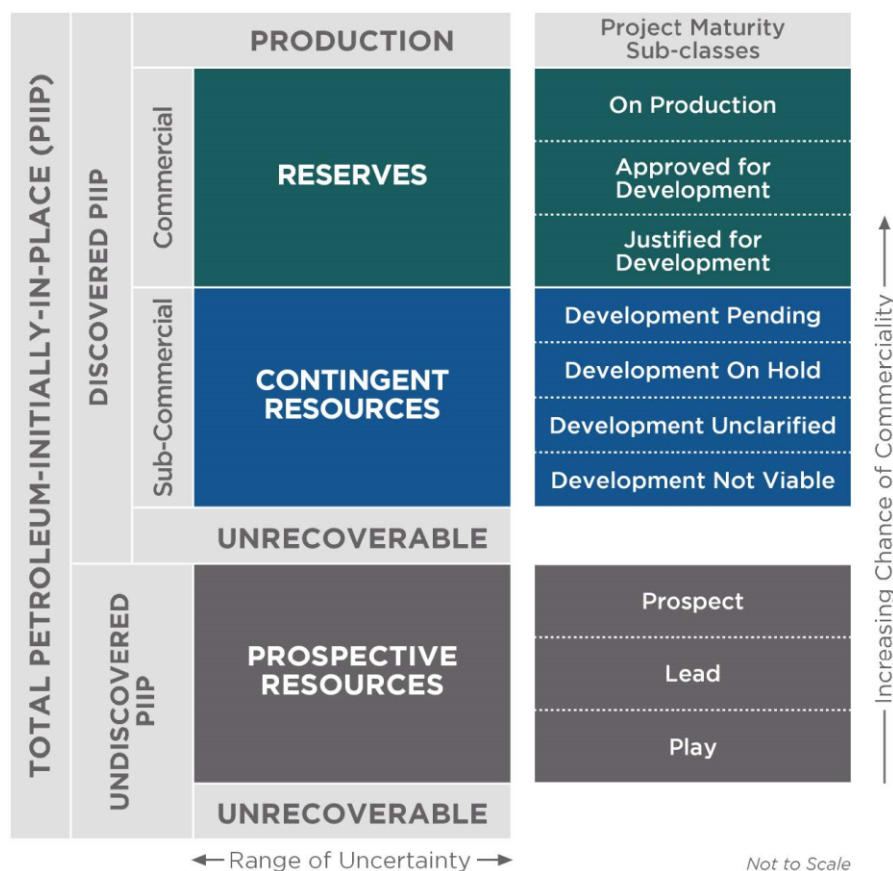 TOTAL PETROLEUM-INITIALLY-IN-PLACE (PIIP)
DISCOVERED PIIP
UNDISCOVERED
PIIP
Commercial
Sub-Commercial
PRODUCTION
RESERVES
CONTINGENT
RESOURCES
UNRECOVERABLE
PROSPECTIVE
RESOURCES
UNRECOVERABLE
Range of Uncertainty
Project Maturity
Sub-classes
On Production
Approved for
Development
Justified for
Development
Development Pending
Development On Hold
Development Unclarified
Development Not Viable
Prospect
Lead
Play
Increasing Chance of Commerciality
Not to Scale